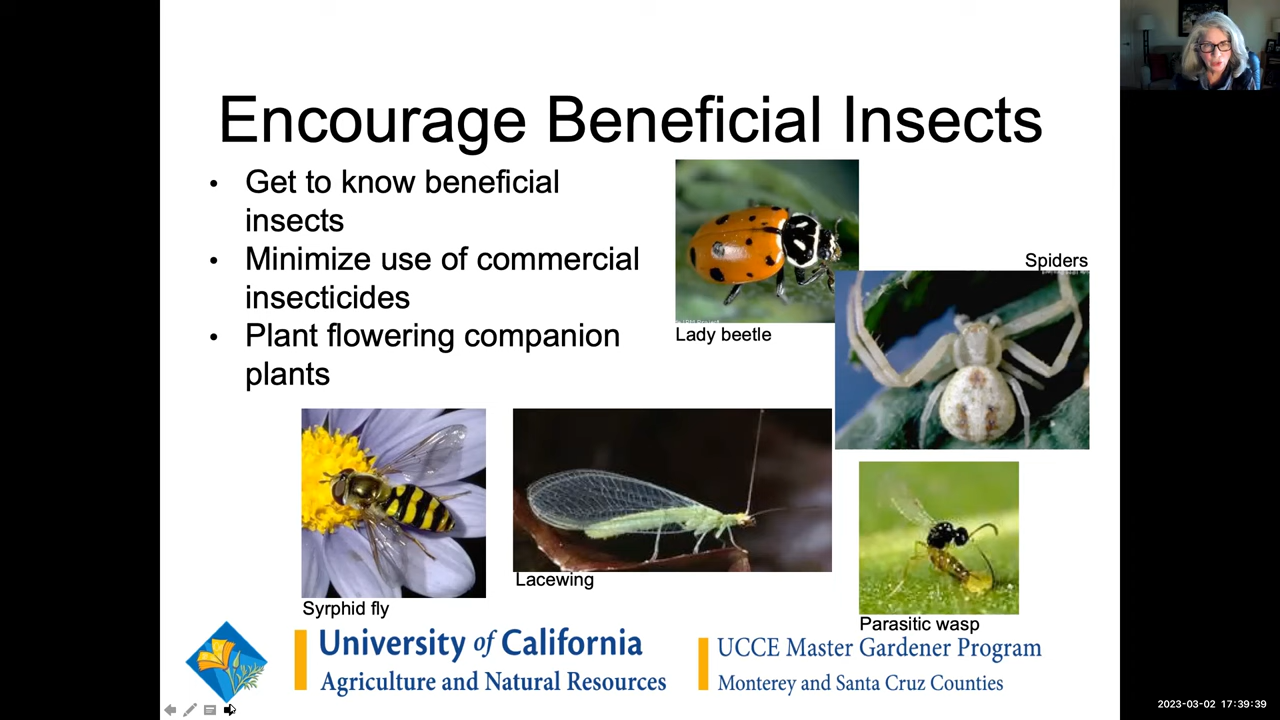 Encourage Beneficial Insects
• Get to know beneficial
insects
• Minimize use of commercial
insecticides
• Plant flowering companion
plants
Lady beetle
Spiders
Syrphid fly
Lacewing
Parasitic wasp
University of California
Agriculture and Natural Resources
UCCE Master Gardener Program
Monterey and Santa Cruz Counties
2023-03-02 17:39:39